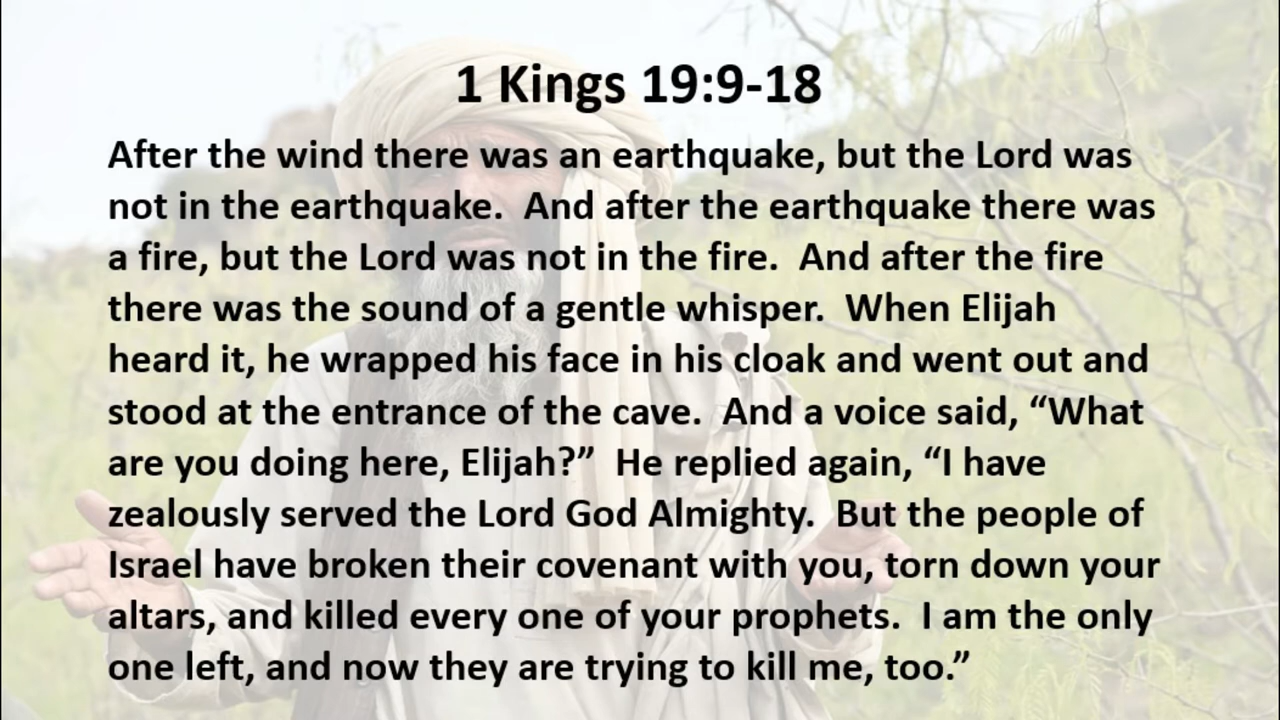 1 Kings 19:9-18
After the wind there was an earthquake, but the Lord was
not in the earthquake.  And after the earthquake there was
a fire, but the Lord was not in the fire.  And after the fire
there was the sound of a gentle whisper.  When Elijah
heard it, he wrapped his face in his cloak and went out and
stood at the entrance of the cave.  And a voice said, “What
are you doing here, Elijah?”  He replied again, “I have
zealously served the Lord God Almighty.  But the people of
Israel have broken their covenant with you, torn down your
altars, and killed every one of your prophets.  I am the only
one left, and now they are trying to kill me, too.”